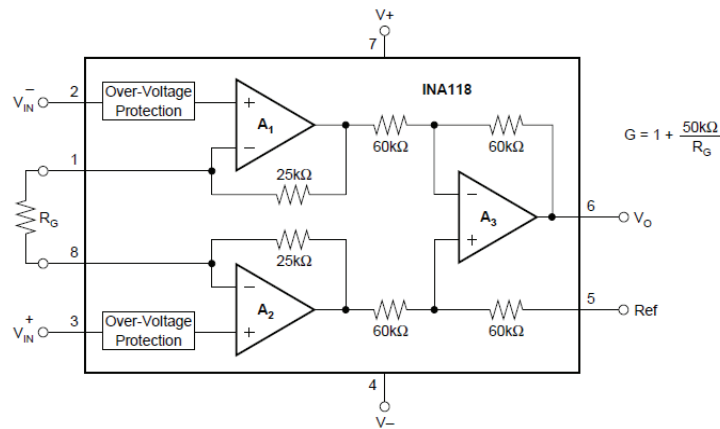 V+
7
INA118
V⁻IN
2
Over-Voltage
Protection
+
A1
−
60kΩ
60kΩ
G = 1 + 50kΩ
RG
1
25kΩ
RG
−
A3
+
6
VO
8
25kΩ
−
A2
+
V⁺IN
3
Over-Voltage
Protection
60kΩ
60kΩ
5
Ref
4
V–